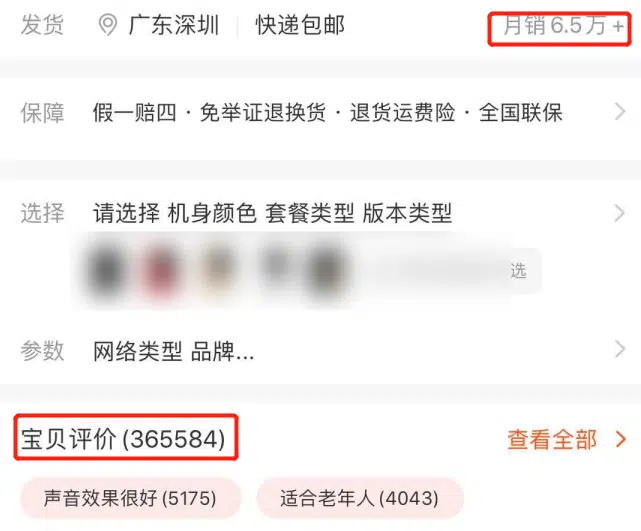 发货 广东深圳 快递包邮 月销6.5万+
保障 假一赔四 · 免举证退换货 · 退货运费险 · 全国联保
选择 请选择 机身颜色 套餐类型 版本类型
选
参数 网络类型 品牌...
宝贝评价(365584) 查看全部
声音效果很好(5175) 适合老年人(4043)